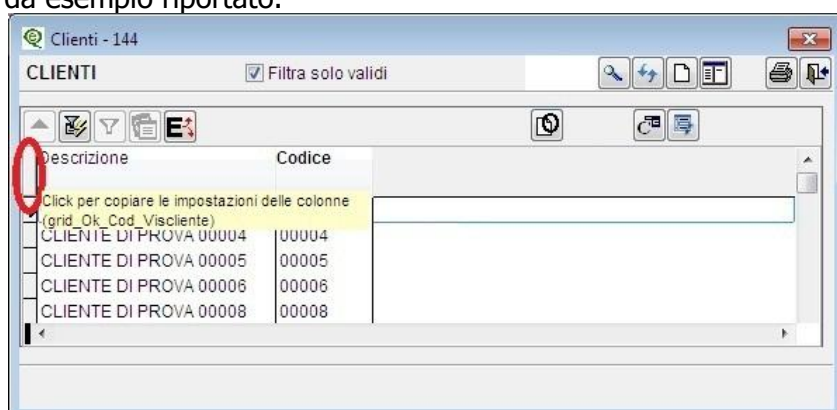 da esempio riportato.
Clienti - 144
CLIENTI
Filtra solo validi
E
Descrizione
Codice
Click per copiare le impostazioni delle colonne
(grid_Ok_Cod_Viscliente)
CLIENTE DI PROVA 00004 00004
CLIENTE DI PROVA 00005 00005
CLIENTE DI PROVA 00006 00006
CLIENTE DI PROVA 00008 00008